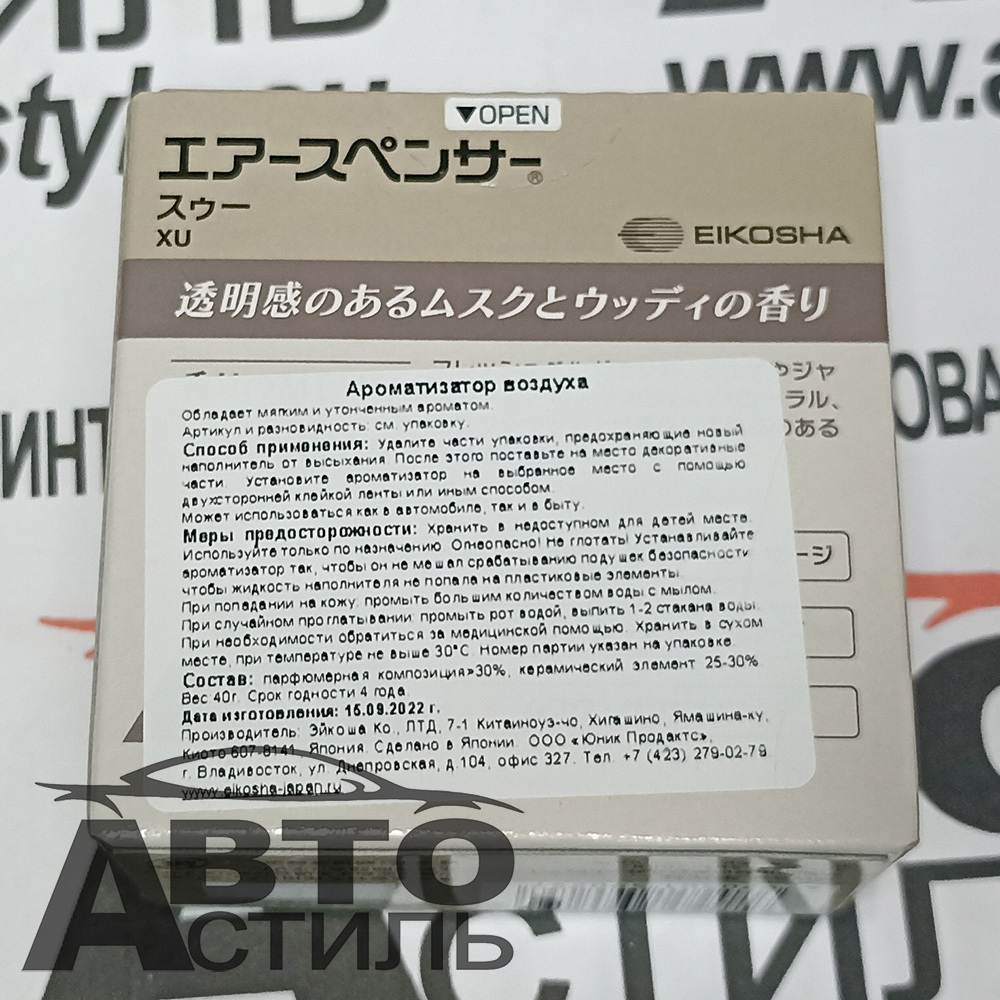 ▼OPEN
エアースペンサー®
スゥー
XU
EIKOSHA
透明感のあるムスクとウッディの香り
ラル、
のある
ージ
Ароматизатор воздуха
Обладает мягким и утонченным ароматом.
Артикул и разновидность: см. упаковку.
Способ применения: Удалите части упаковки, предохраняющие новый
наполнитель от высыхания. После этого поставьте на место декоративные
части. Установите ароматизатор на выбранное место с помощью
двухсторонней клейкой ленты или иным способом.
Может использоваться как в автомобиле, так и в быту.
Меры предосторожности: Хранить в недоступном для детей месте.
Используйте только по назначению. Огнеопасно! Не глотать! Устанавливайте
ароматизатор так, чтобы он не мешал срабатыванию подушек безопасности
чтобы жидкость наполнителя не попала на пластиковые элементы.
При попадании на кожу: промыть большим количеством воды с мылом.
При случайном проглатывании: промыть рот водой, выпить 1-2 стакана воды.
При необходимости обратиться за медицинской помощью. Хранить в сухом
месте, при температуре не выше 30°С. Номер партии указан на упаковке.
Состав: парфюмерная композиция»30%, керамический элемент 25-30%
Вес 40г. Срок годности 4 года.
Дата изготовления: 15.09.2022 г.
Производитель: Эйкоша Ко., ЛТД, 7-1 Китаиноуэ-чо, Хигашино, Ямашина-ку,
Киото 607-8141, Япония. Сделано в Японии. ООО «Юник Продактс»,
г. Владивосток, ул. Днепровская, д.104, офис 327. Тел. +7 (423) 279-02-79
www.eikosha-japan.ru
АВТО
СТИЛЬ